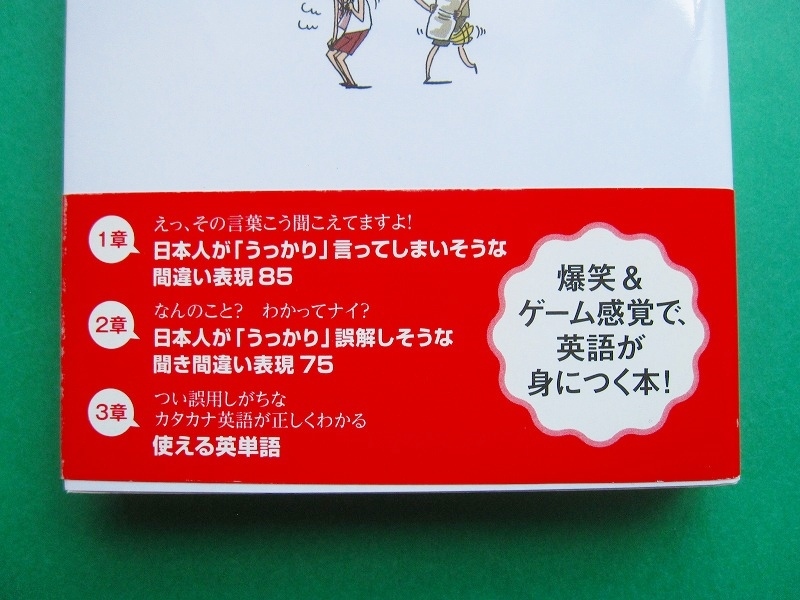 1章
えっ、その言葉こう聞こえてますよ!
日本人が「うっかり」言ってしまいそうな
間違い表現85
2章
なんのこと? わかってナイ?
日本人が「うっかり」誤解しそうな
聞き間違い表現75
3章
つい誤用しがちな
カタカナ英語が正しくわかる
使える英単語
爆笑&
ゲーム感覚で、
英語が
身につく本!